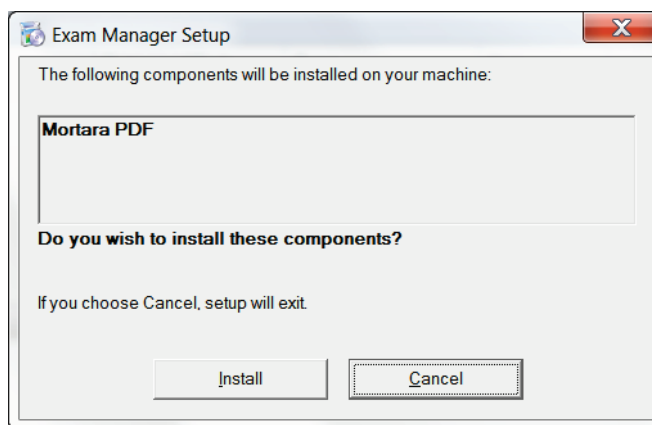 Exam Manager Setup
The following components will be installed on your machine:
Mortara PDF
Do you wish to install these components?
If you choose Cancel, setup will exit.
Install Cancel